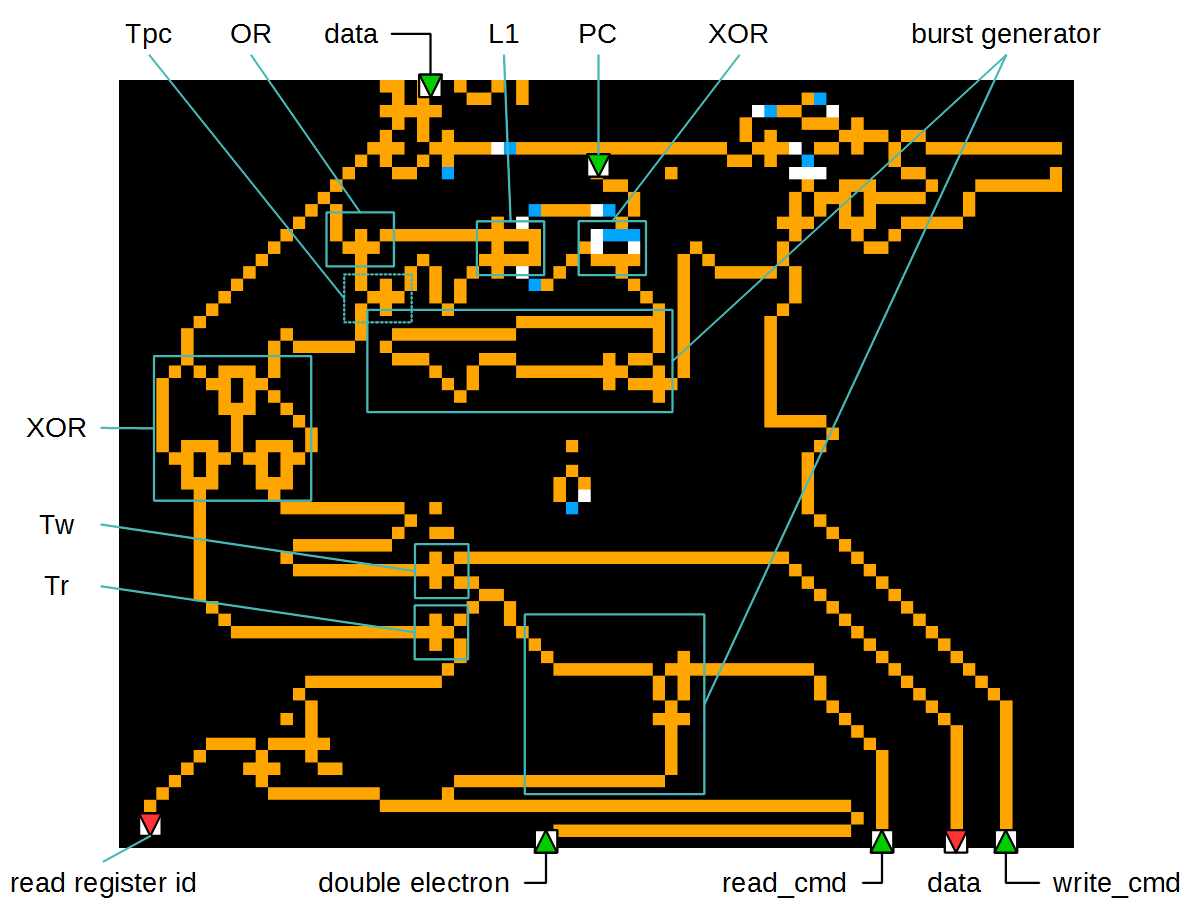 Tpc OR data L1 PC XOR burst generator
XOR
Tw
Tr
read register id double electron read_cmd data write_cmd